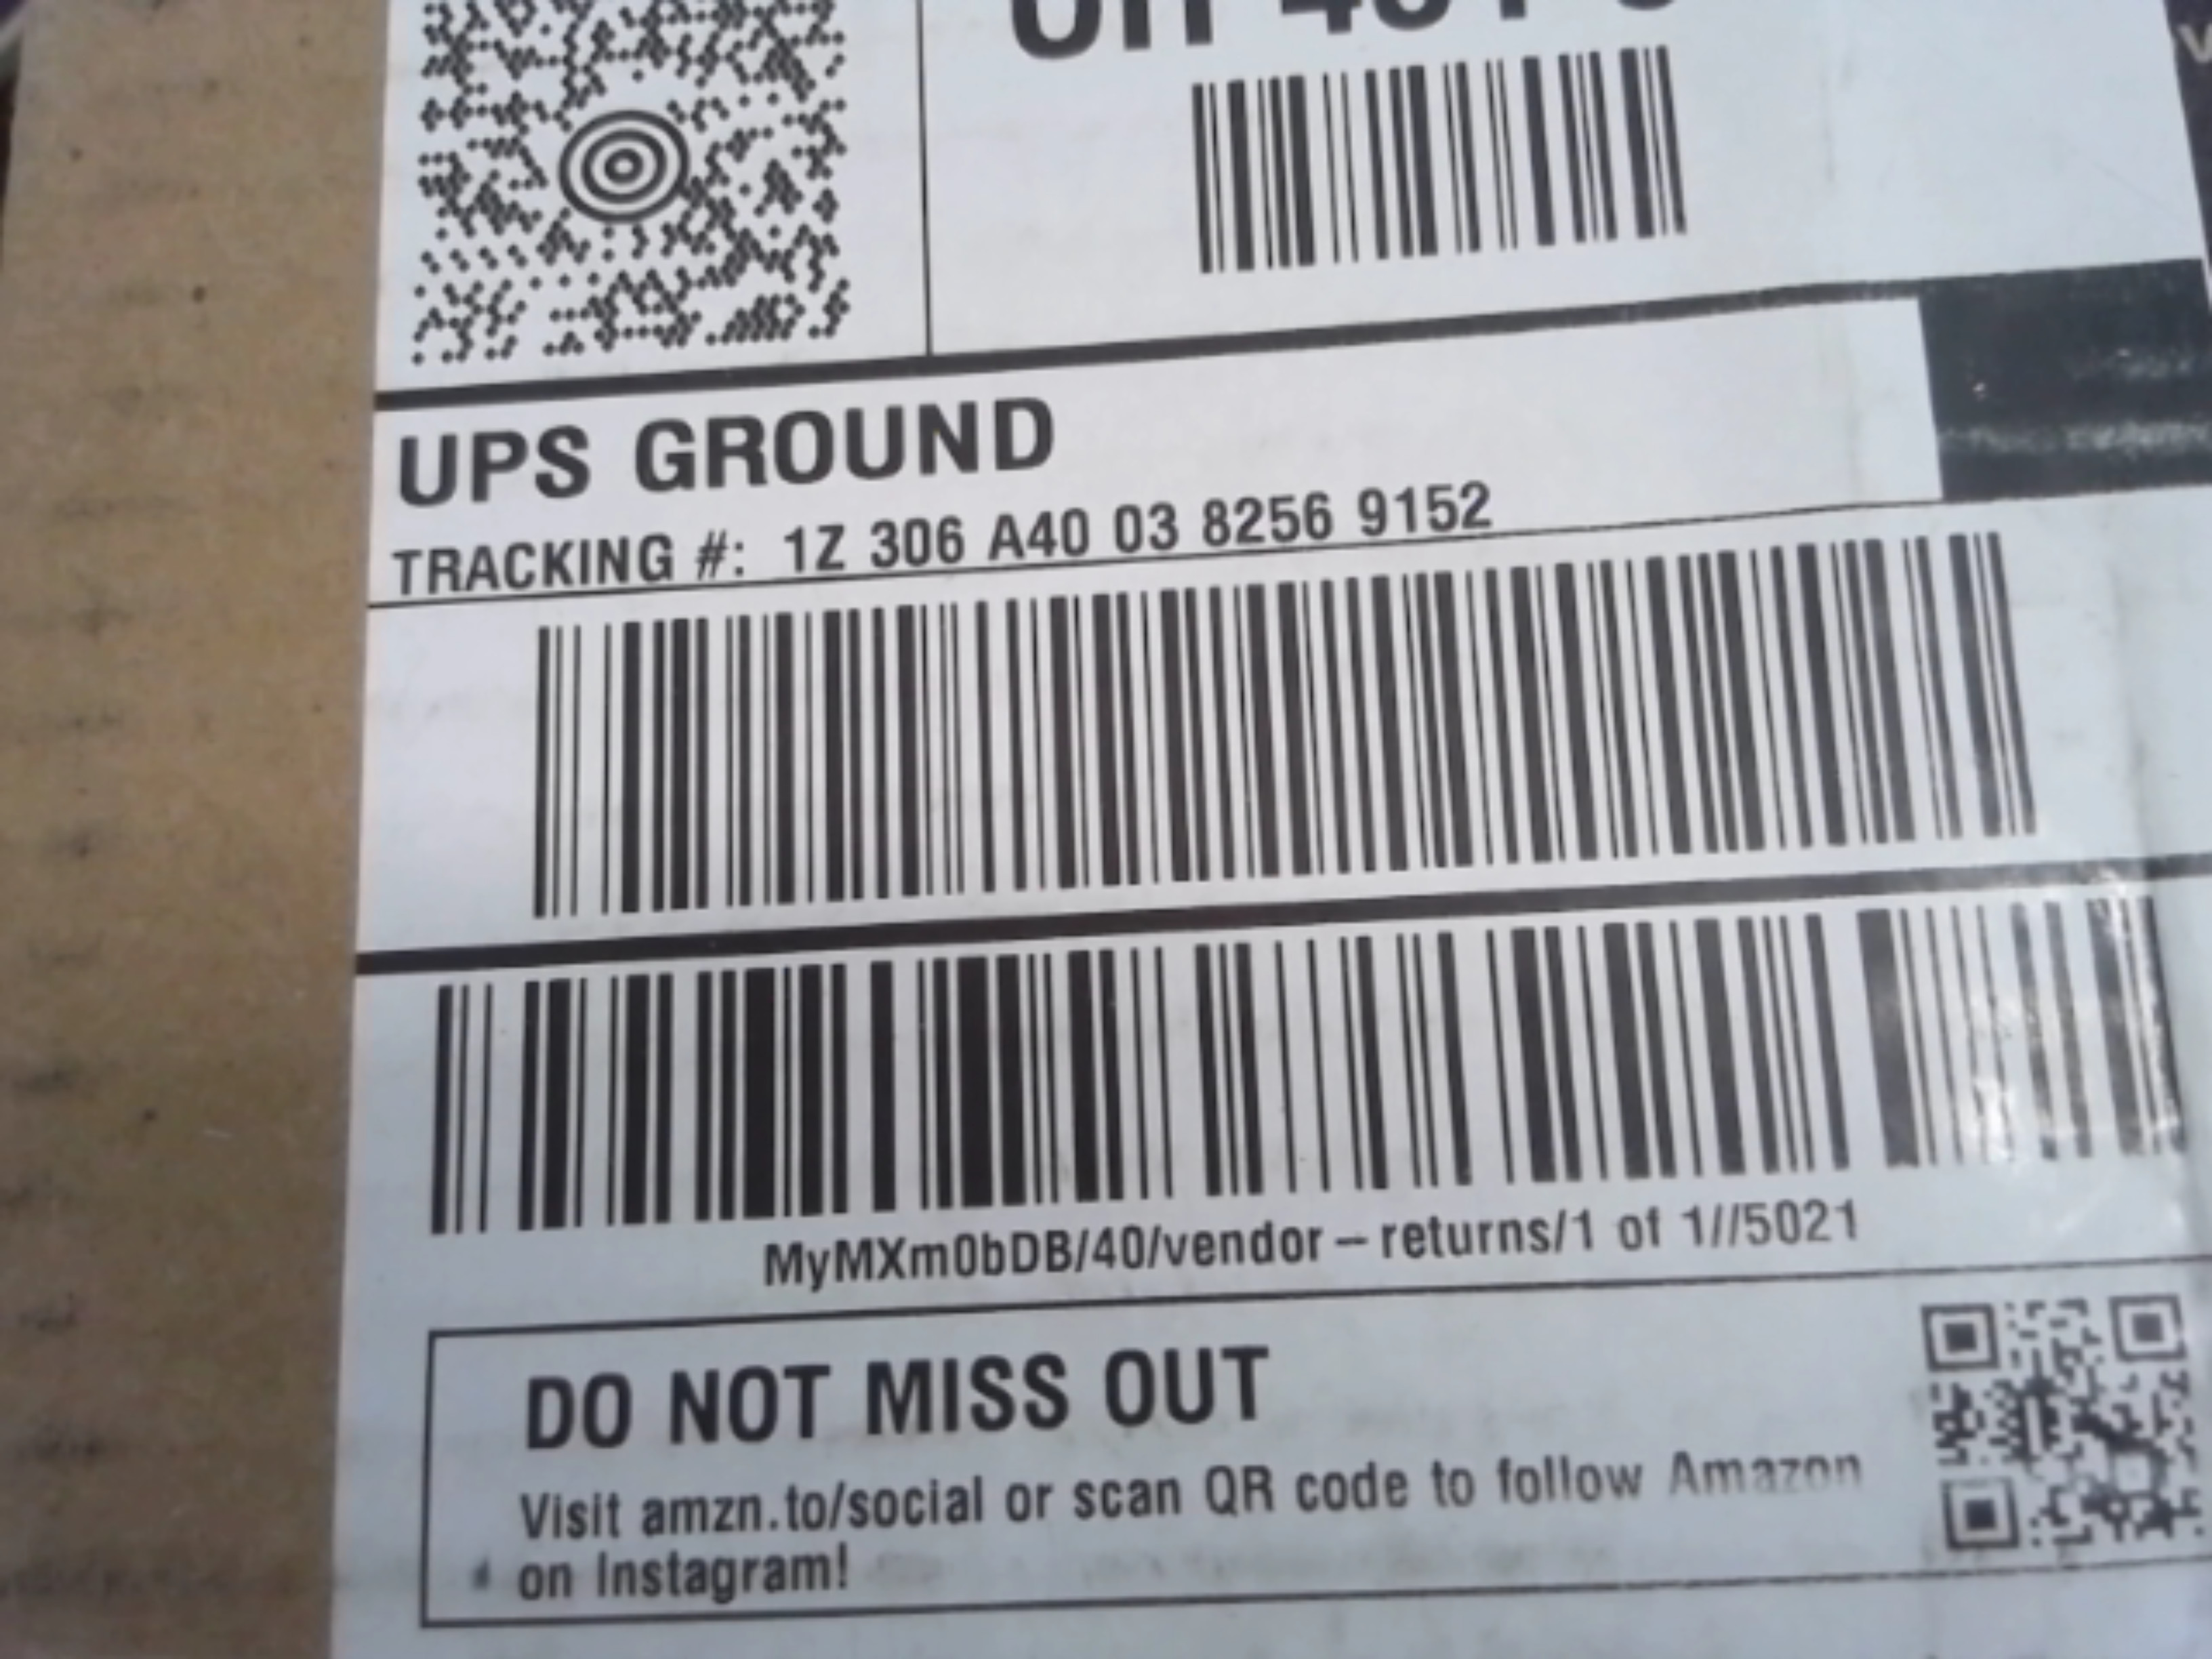 UPS GROUND
TRACKING #: 1Z 306 A40 03 8256 9152
MyMXm0bDB/40/vendor – returns/1 of 1//5021
DO NOT MISS OUT
Visit amzn.to/social or scan QR code to follow Amazon
on Instagram!